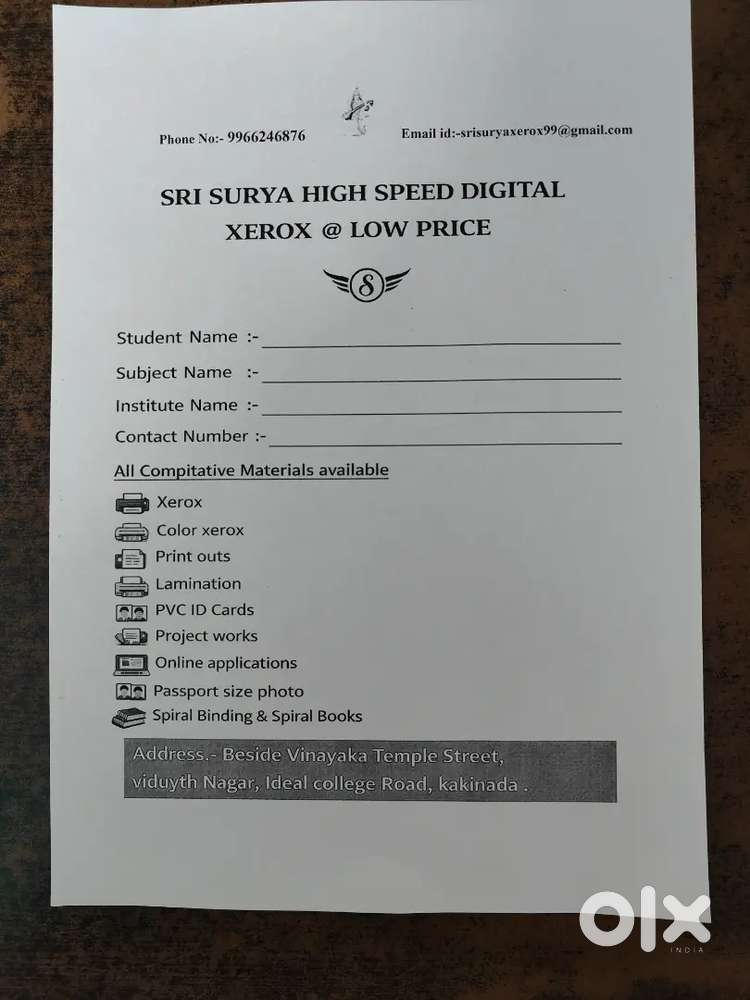 Phone No:- 9966246876
Email id:-srisuryaxerox99@gmail.com
SRI SURYA HIGH SPEED DIGITAL
XEROX @ LOW PRICE
S
Student Name :-
Subject Name :-
Institute Name :-
Contact Number :-
All Compitative Materials available
Xerox
Color xerox
Print outs
Lamination
PVC ID Cards
Project works
Online applications
Passport size photo
Spiral Binding & Spiral Books
Address.- Beside Vinayaka Temple Street,
viduyth Nagar, Ideal college Road, kakinada .
olx
INDIA